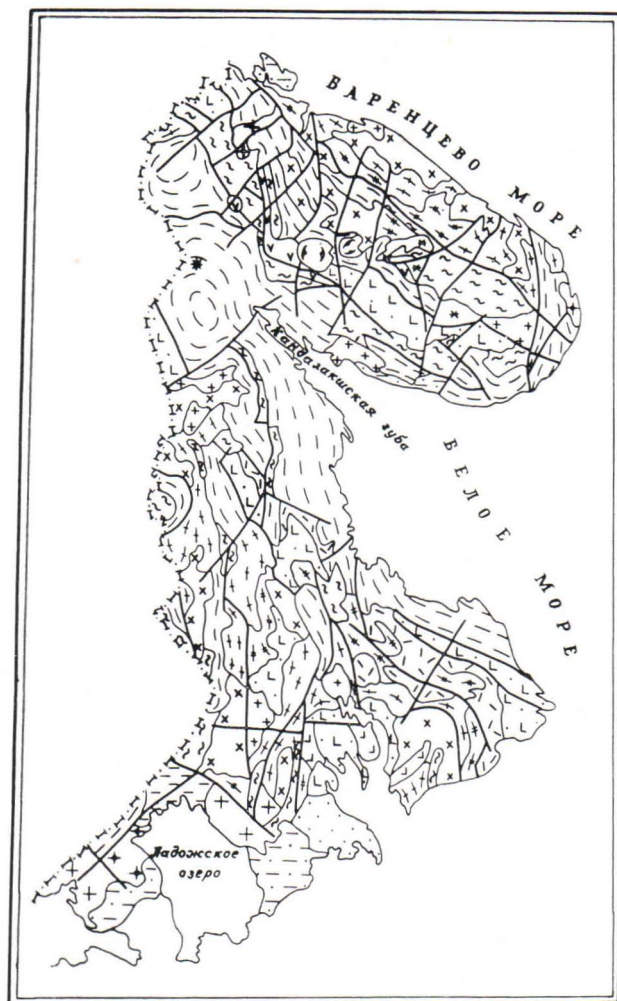 БАРЕНЦЕВО МОРЕ
Кандалакшская губа
БЕЛОЕ МОРЕ
Ладожское
озеро